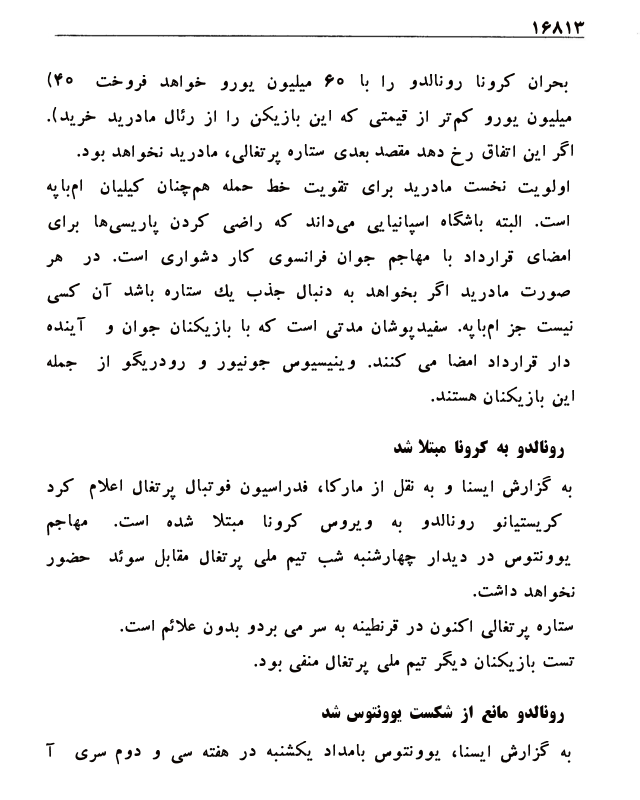 ۱۶۸۱۳
بحران کرونا رونالدو را با ۶۰ میلیون یورو خواهد فروخت (۴۰
میلیون یورو کم‌تر از قیمتی که این بازیکن را از رئال مادرید خرید).
اگر این اتفاق رخ دهد مقصد بعدی ستاره پرتغالی، مادرید نخواهد بود.
اولویت نخست مادرید برای تقویت خط حمله هم‌چنان کیلیان ام‌باپه
است. البته باشگاه اسپانیایی می‌داند که راضی کردن پاریسی‌ها برای
امضای قرارداد با مهاجم جوان فرانسوی کار دشواری است. در هر
صورت مادرید اگر بخواهد به دنبال جذب يك ستاره باشد آن کسی
نیست جز ام‌باپه. سفیدپوشان مدتی است که با بازیکنان جوان و آینده
دار قرارداد امضا می کنند. وینیسیوس جونیور و رودریگو از جمله
این بازیکنان هستند.
رونالدو به کرونا مبتلا شد
به گزارش ایسنا و به نقل از مارکا، فدراسیون فوتبال پرتغال اعلام کرد
کریستیانو رونالدو به ویروس کرونا مبتلا شده است. مهاجم
یوونتوس در دیدار چهارشنبه شب تیم ملی پرتغال مقابل سوئد حضور
نخواهد داشت.
ستاره پرتغالی اکنون در قرنطینه به سر می بردو بدون علائم است.
تست بازیکنان دیگر تیم ملی پرتغال منفی بود.
رونالدو مانع از شکست یوونتوس شد
به گزارش ایسنا، یوونتوس بامداد یکشنبه در هفته سی و دوم سری آ